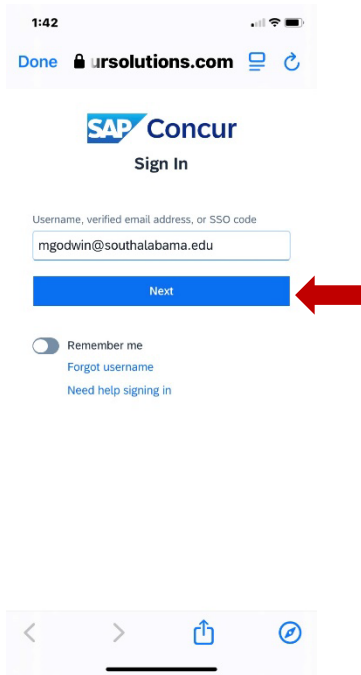 1:42
Done ursolutions.com
SAP Concur
Sign In
Username, verified email address, or SSO code
mgodwin@southalabama.edu
Next
Remember me
Forgot username
Need help signing in